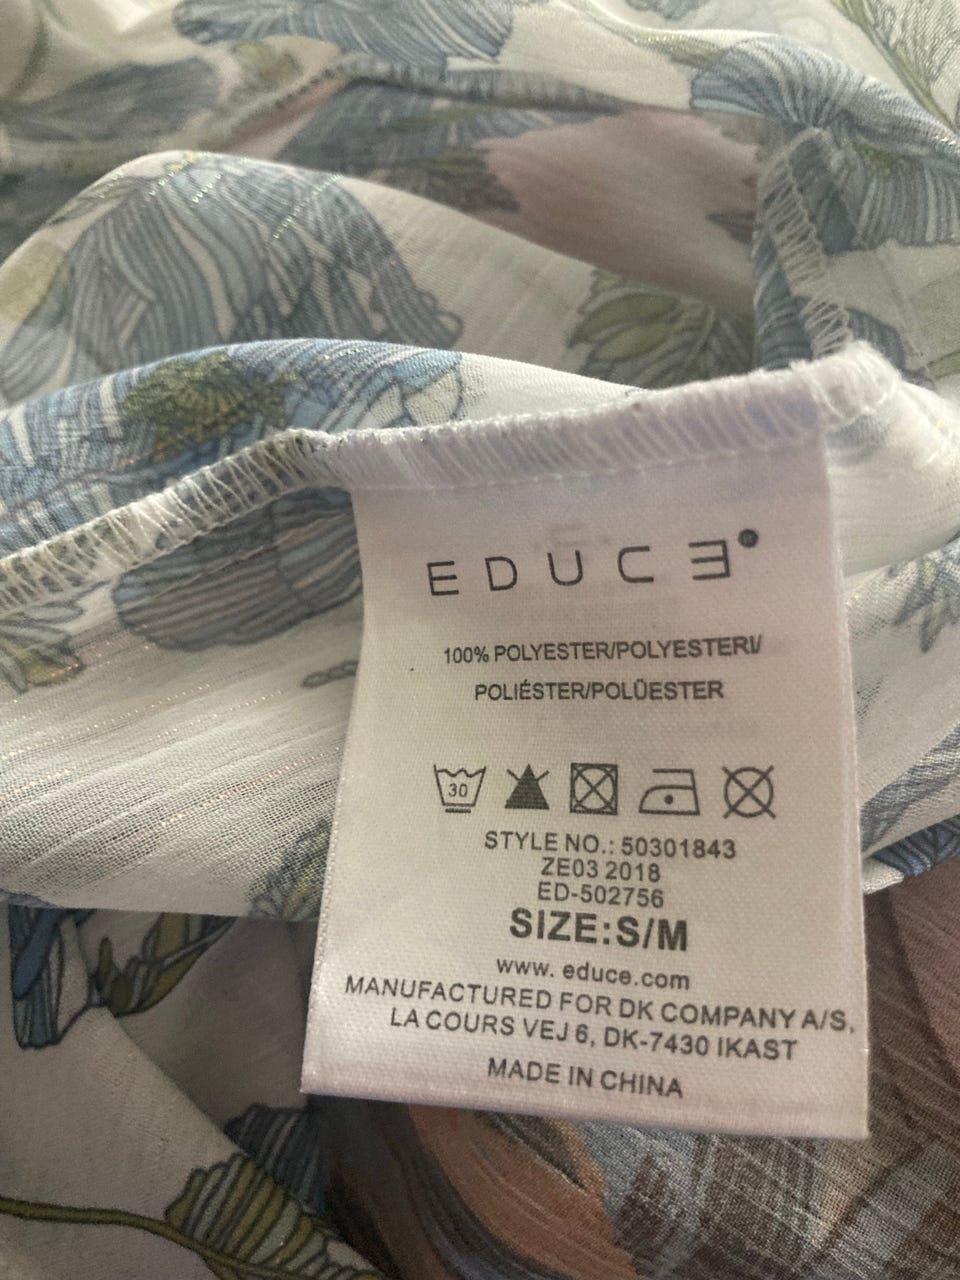 EDUCE®
100% POLYESTER/POLYESTERI/
POLIÉSTER/POLÜESTER
30
STYLE NO.: 50301843
ZE03 2018
ED-502756
SIZE:S/M
www. educe.com
MANUFACTURED FOR DK COMPANY A/S,
LA COURS VEJ 6, DK-7430 IKAST
MADE IN CHINA